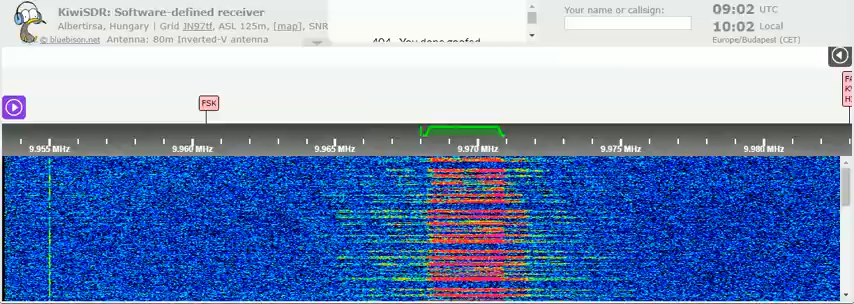 KiwiSDR: Software-defined receiver
Albertirsa, Hungary | Grid JN97tf, ASL 125m, [map], SNR
© bluebison.net Antenna: 80m Inverted-V antenna
404 You done goofed
Your name or callsign:
09:02 UTC
10:02 Local
Europe/Budapest (CET)
FSK
9.955 MHz 9.960 MHz 9.965 MHz 9.970 MHz 9.975 MHz 9.980 MHz